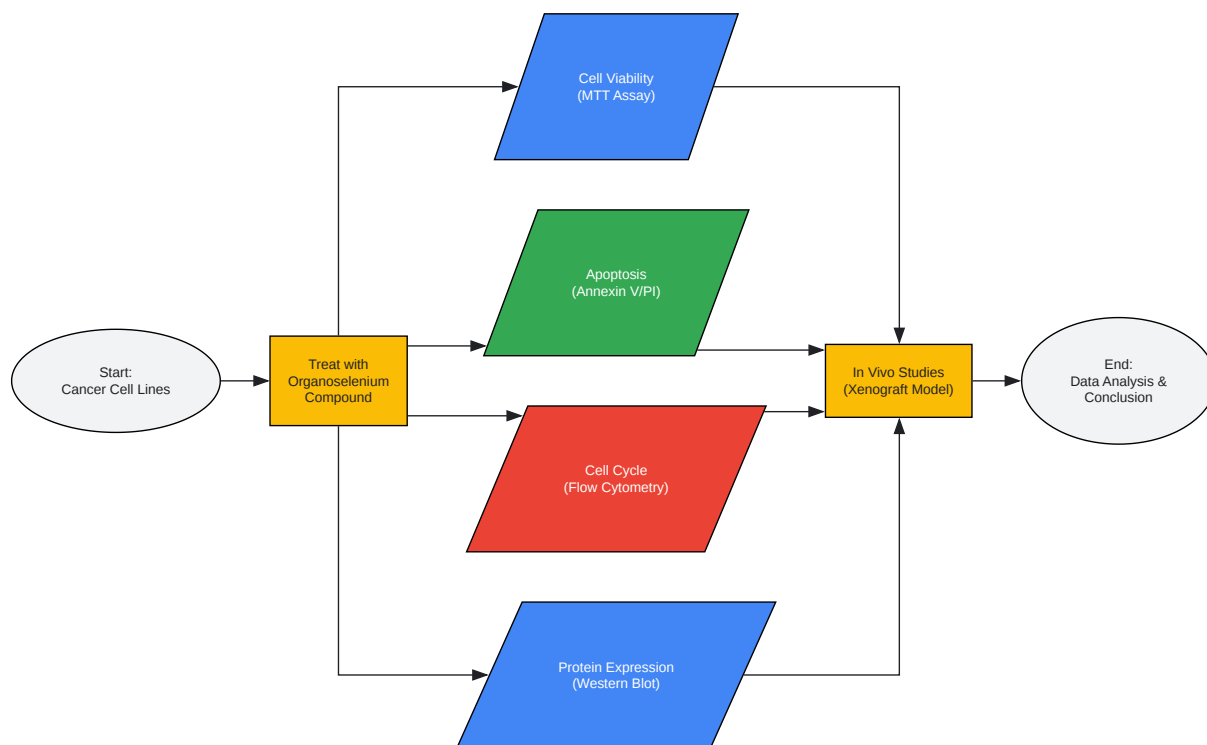 Start:
Cancer Cell Lines
Treat with
Organoselenium
Compound
Cell Viability
(MTT Assay)
Apoptosis
(Annexin V/PI)
Cell Cycle
(Flow Cytometry)
Protein Expression
(Western Blot)
In Vivo Studies
(Xenograft Model)
End:
Data Analysis &
Conclusion